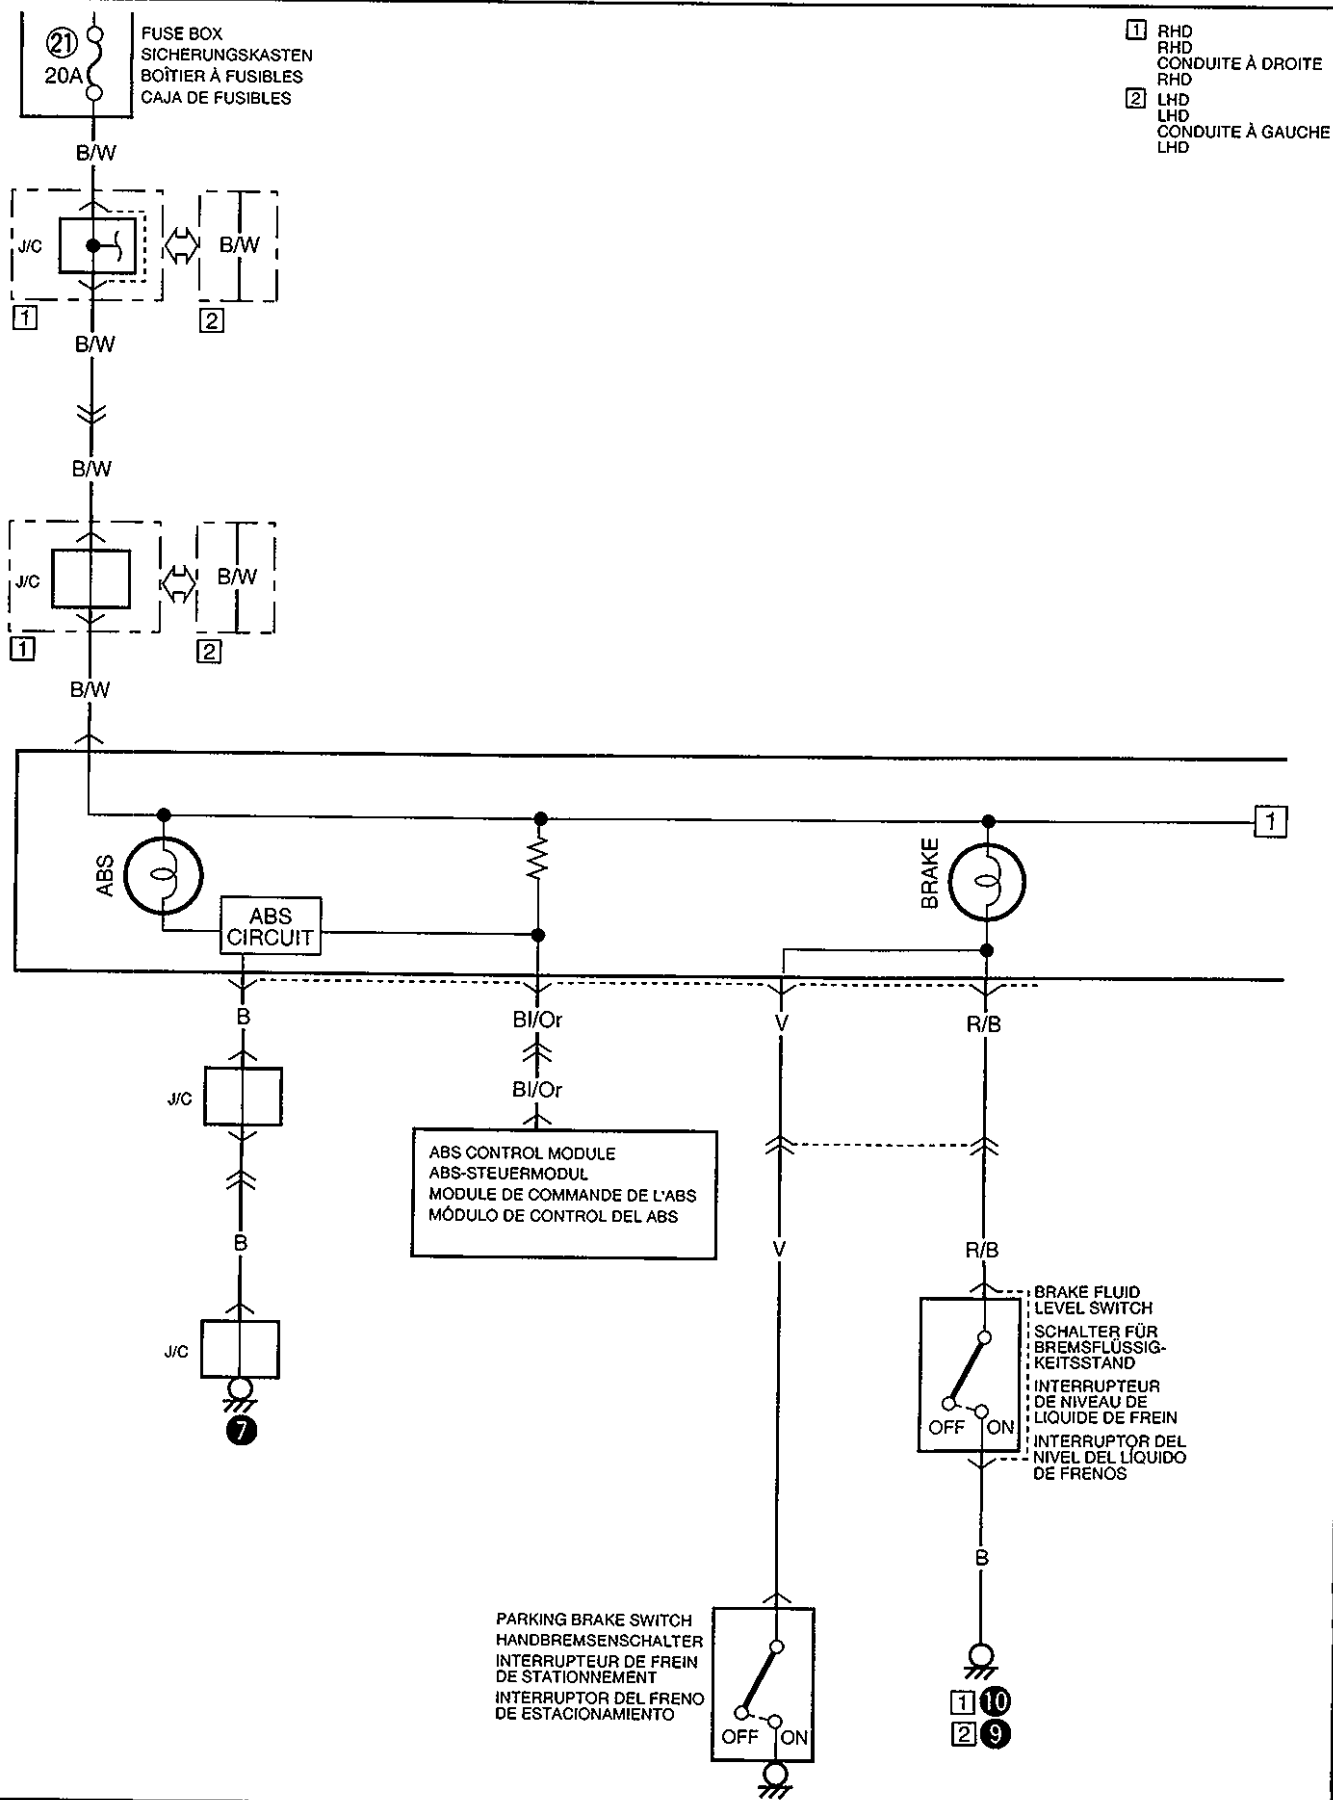 21
20A
FUSE BOX
SICHERUNGSKASTEN
BOÎTIER À FUSIBLES
CAJA DE FUSIBLES
1 RHD
RHD
CONDUITE À DROITE
RHD
2 LHD
LHD
CONDUITE À GAUCHE
LHD
B/W
J/C
B/W
1
2
B/W
B/W
J/C
B/W
1
2
B/W
1
ABS
BRAKE
ABS
CIRCUIT
B
Bl/Or
V
R/B
J/C
Bl/Or
ABS CONTROL MODULE
ABS-STEUERMODUL
MODULE DE COMMANDE DE L'ABS
MÓDULO DE CONTROL DEL ABS
B
V
R/B
J/C
7
BRAKE FLUID
LEVEL SWITCH
SCHALTER FÜR
BREMSFLÜSSIG-
KEITSSTAND
INTERRUPTEUR
DE NIVEAU DE
LIQUIDE DE FREIN
INTERRUPTOR DEL
NIVEL DEL LÍQUIDO
DE FRENOS
OFF ON
B
PARKING BRAKE SWITCH
HANDBREMSENSCHALTER
INTERRUPTEUR DE FREIN
DE STATIONNEMENT
INTERRUPTOR DEL FRENO
DE ESTACIONAMIENTO
OFF ON
1 10
2 9